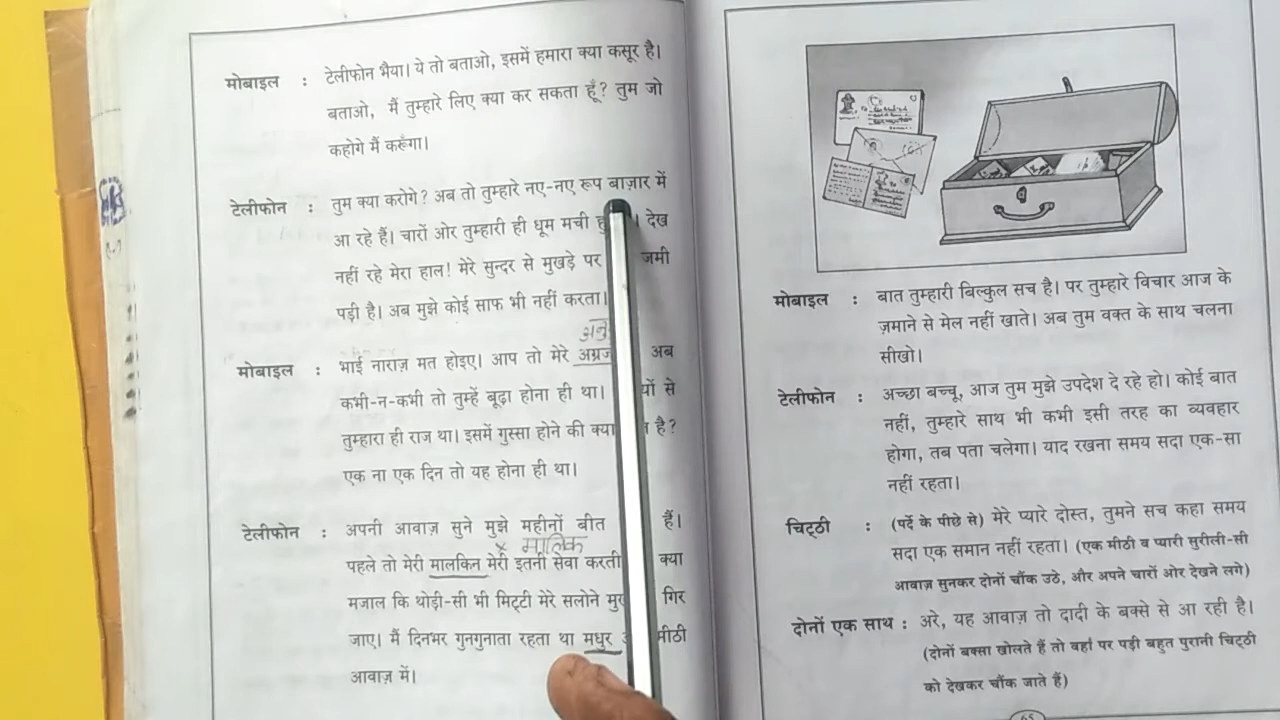 मोबाइल : टेलीफोन भैया। ये तो बताओ, इसमें हमारा क्या कसूर है।
बताओ, मैं तुम्हारे लिए क्या कर सकता हूँ? तुम जो
कहोगे मैं करूँगा।
टेलीफोन : तुम क्या करोगे? अब तो तुम्हारे नए-नए रूप बाज़ार में
आ रहे हैं। चारों ओर तुम्हारी ही धूम मची देख
नहीं रहे मेरा हाल! मेरे सुन्दर से मुखड़े पर जमी
पड़ी है। अब मुझे कोई साफ भी नहीं करता।
मोबाइल : भाई नाराज़ मत होइए। आप तो मेरे अग्रज अब
कभी-न-कभी तो तुम्हें बूढ़ा होना ही था। से
तुम्हारा ही राज था। इसमें गुस्सा होने की क्या है?
एक ना एक दिन तो यह होना ही था।
टेलीफोन : अपनी आवाज़ सुने मुझे महीनों बीत हैं।
x मालिक
पहले तो मेरी मालकिन मेरी इतनी सेवा करती क्या
मजाल कि थोड़ी-सी भी मिट्टी मेरे सलोने गिर
जाए। मैं दिनभर गुनगुनाता रहता था मधुर मीठी
आवाज़ में।
मोबाइल : बात तुम्हारी बिल्कुल सच है। पर तुम्हारे विचार आज के
ज़माने से मेल नहीं खाते। अब तुम वक्त के साथ चलना
सीखो।
टेलीफोन : अच्छा बच्चू, आज तुम मुझे उपदेश दे रहे हो। कोई बात
नहीं, तुम्हारे साथ भी कभी इसी तरह का व्यवहार
होगा, तब पता चलेगा। याद रखना समय सदा एक-सा
नहीं रहता।
चिट्ठी : (पर्दे के पीछे से) मेरे प्यारे दोस्त, तुमने सच कहा समय
सदा एक समान नहीं रहता। (एक मीठी व प्यारी सुरीली-सी
आवाज़ सुनकर दोनों चौंक उठे, और अपने चारों ओर देखने लगे)
दोनों एक साथ : अरे, यह आवाज़ तो दादी के बक्से से आ रही है।
(दोनों बक्सा खोलते हैं तो वहाँ पर पड़ी बहुत पुरानी चिट्ठी
को देखकर चौंक जाते हैं)
65